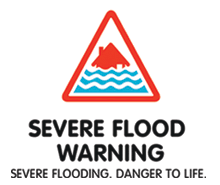 SEVERE FLOOD
WARNING
SEVERE FLOODING. DANGER TO LIFE.